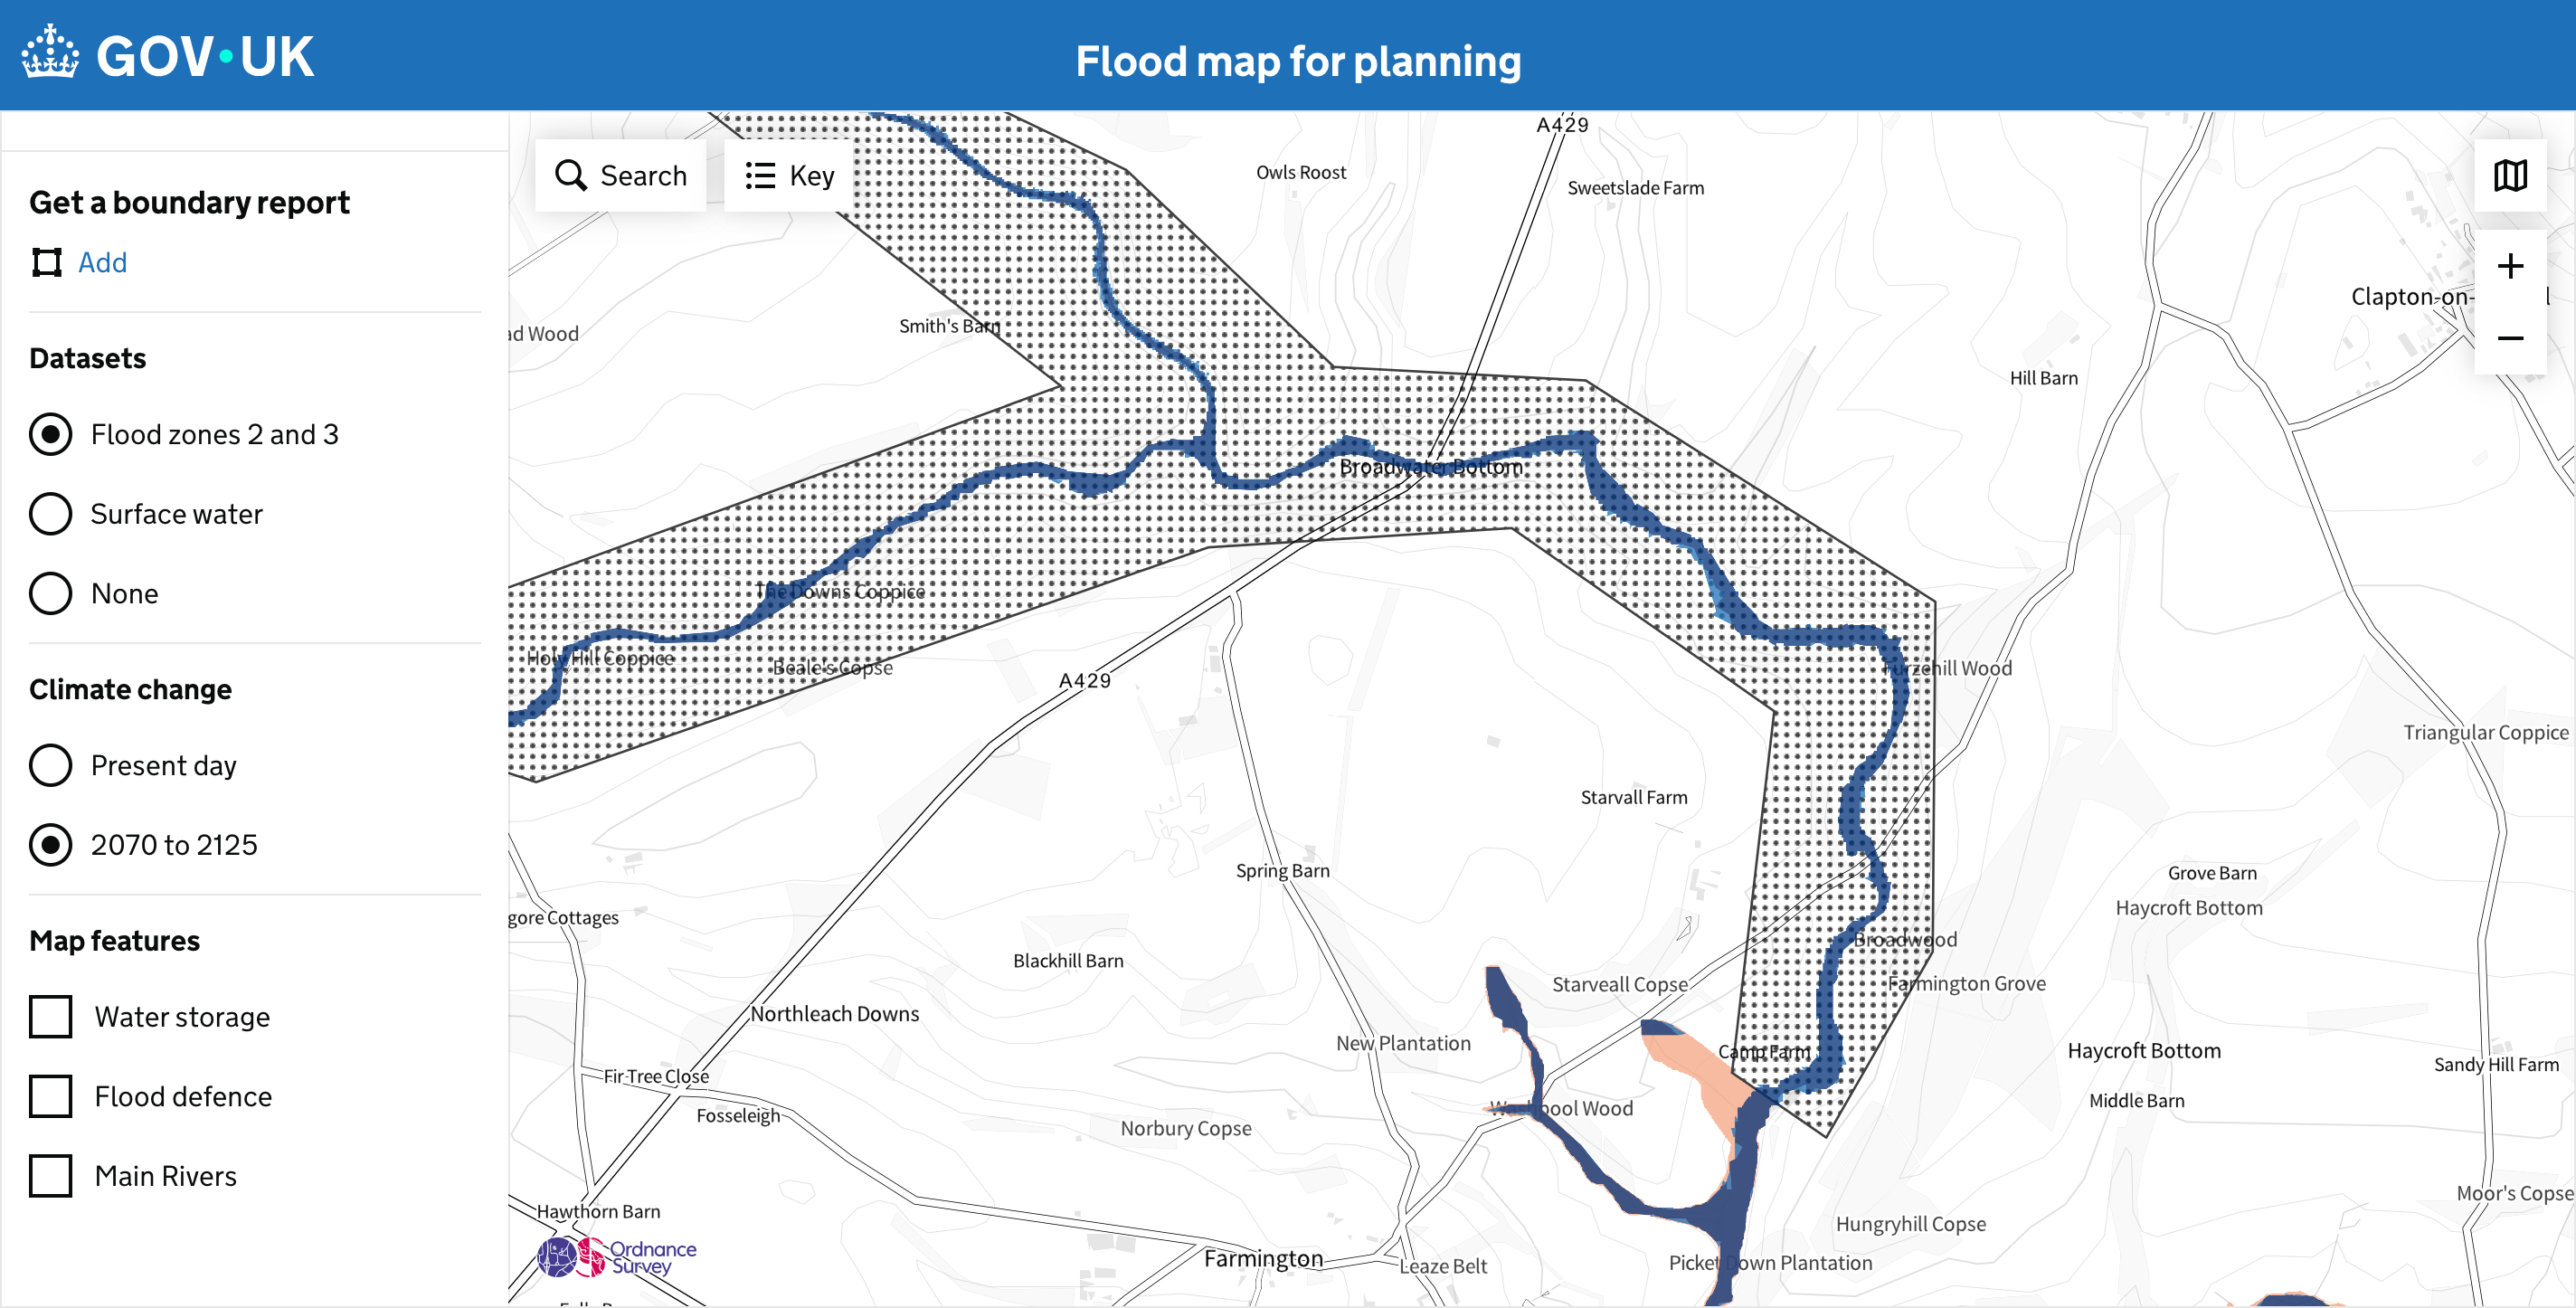 GOV·UK
Flood map for planning
Get a boundary report
Add
Datasets
Flood zones 2 and 3
Surface water
None
Climate change
Present day
2070 to 2125
Map features
Water storage
Flood defence
Main Rivers
Search
Key
A429
Owls Roost
Sweetslade Farm
Clapton-on-
Smith's Barn
ad Wood
Hill Barn
Broadwater Bottom
The Downs Coppice
Holy Hill Coppice
Beale's Copse
Furzehill Wood
A429
Triangular Coppice
Starvall Farm
Spring Barn
Grove Barn
Haycroft Bottom
gore Cottages
Broadwood
Blackhill Barn
Starveall Copse
Farmington Grove
Northleach Downs
New Plantation
Camp Farm
Haycroft Bottom
Sandy Hill Farm
Fir Tree Close
Middle Barn
Fosseleigh
Washpool Wood
Norbury Copse
Moor's Copse
Hawthorn Barn
Hungryhill Copse
Ordnance
Survey
Farmington
Leaze Belt
Picket Down Plantation